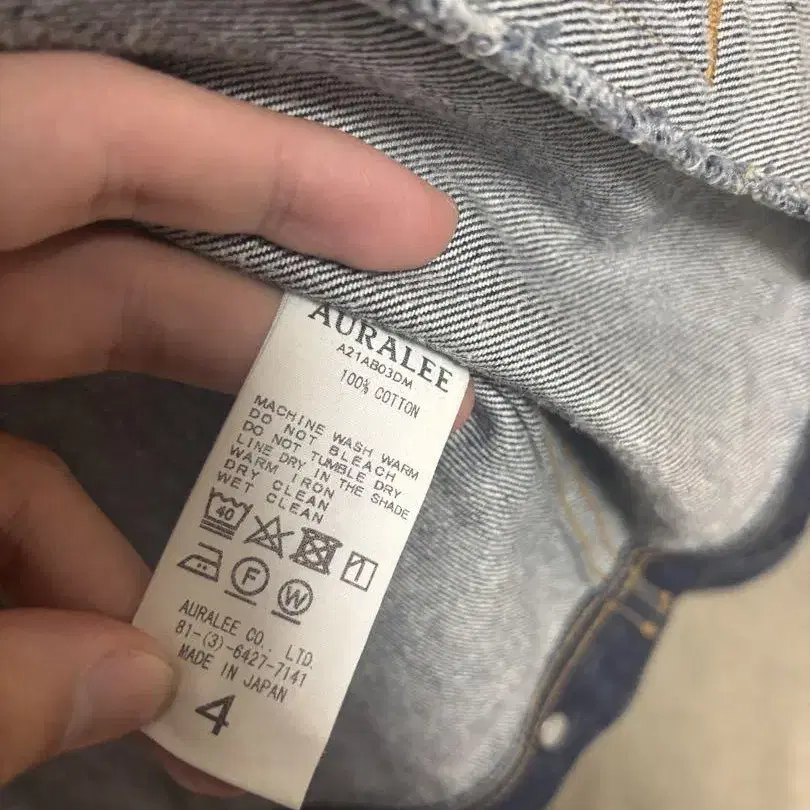 AURALEE
A21AB03DM
100% COTTON
MACHINE WASH WARM
DO NOT BLEACH
DO NOT TUMBLE DRY
LINE DRY IN THE SHADE
WARM IRON
DRY CLEAN
WET CLEAN
40
F W
AURALEE CO., LTD.
81-(3)-6427-7141
MADE IN JAPAN
4